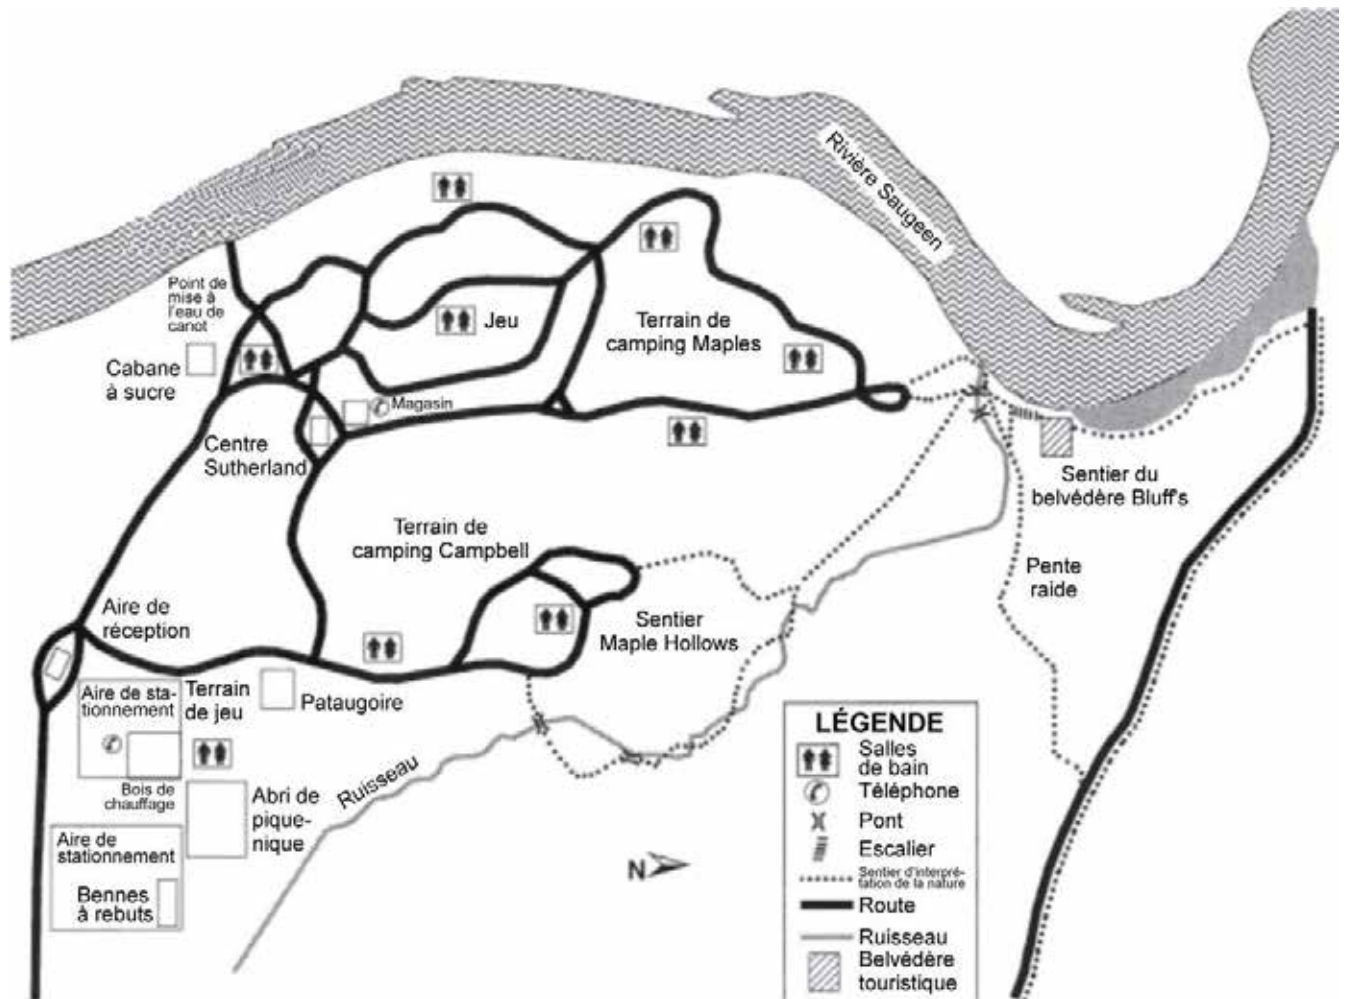 Rivière Saugeen
Point de
mise à
l'eau de
canot
Jeu
Terrain de
camping Maples
Cabane
à sucre
Magasin
Centre
Sutherland
Sentier du
belvédère Bluff's
Terrain de
camping Campbell
Pente
raide
Aire de
réception
Sentier
Maple Hollows
Aire de sta-
tionnement
Terrain
de jeu
Pataugoire
Ruisseau
Bois de
chauffage
Abri de
pique-
nique
Aire de
stationnement
Bennes
à rebuts
N
LÉGENDE
Salles
de bain
Téléphone
Pont
Escalier
Sentier d'interpré-
tation de la nature
Route
Ruisseau
Belvédère
touristique